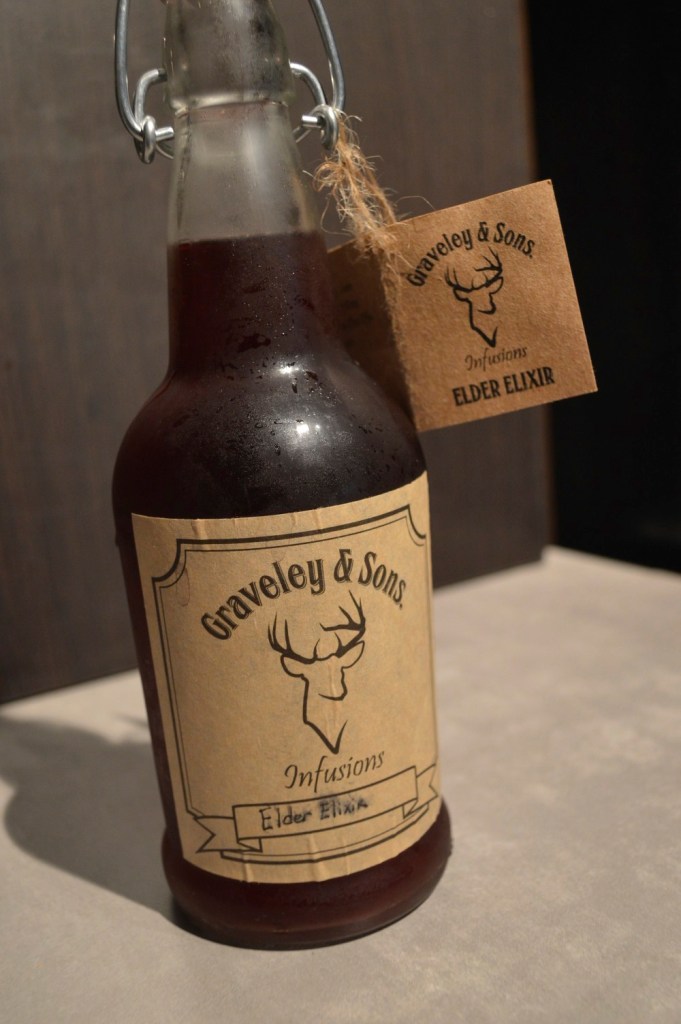 Graveley & Sons.
Infusions
ELDER ELIXIR
Graveley & Sons.
Infusions
Elder Elixir